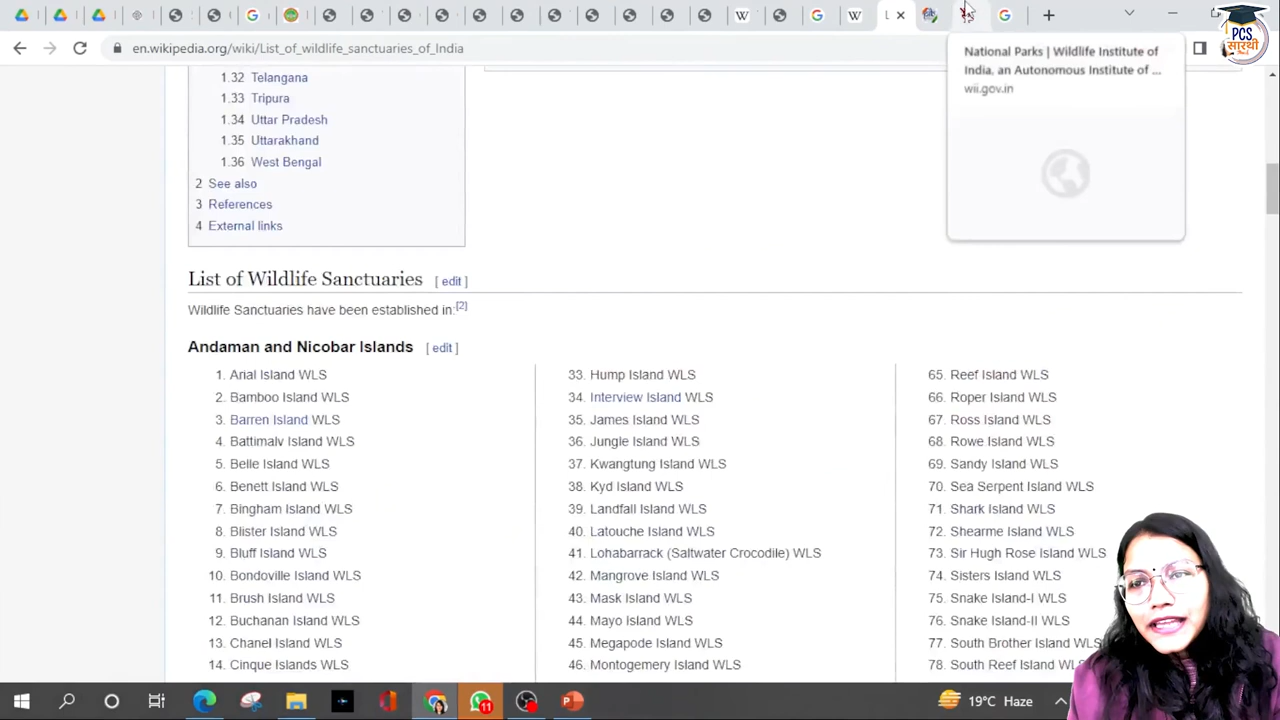 en.wikipedia.org/wiki/List_of_wildlife_sanctuaries_of_India
PCS
सारथी
National Parks | Wildlife Institute of
India, an Autonomous Institute of ...
wii.gov.in
1.32 Telangana
1.33 Tripura
1.34 Uttar Pradesh
1.35 Uttarakhand
1.36 West Bengal
2 See also
3 References
4 External links
List of Wildlife Sanctuaries [ edit ]
Wildlife Sanctuaries have been established in:[2]
Andaman and Nicobar Islands [ edit ]
1. Arial Island WLS
2. Bamboo Island WLS
3. Barren Island WLS
4. Battimalv WLS
5. Belle Island WLS
6. Benett Island WLS
7. Bingham Island WLS
8. Blister Island WLS
9. Bluff Island WLS
10. Bondoville Island WLS
11. Brush Island WLS
12. Buchanan Island WLS
13. Chanel Island WLS
14. Cinque Islands WLS
33. Hump Island WLS
34. Interview Island WLS
35. James Island WLS
36. Jungle Island WLS
37. Kwangtung Island WLS
38. Kyd Island WLS
39. Landfall Island WLS
40. Latouche Island WLS
41. Lohabarrack (Saltwater Crocodile) WLS
42. Mangrove Island WLS
43. Mask Island WLS
44. Mayo Island WLS
45. Megapode Island WLS
46. Montogemery Island WLS
65. Reef Island WLS
66. Roper Island WLS
67. Ross Island WLS
68. Rowe Island WLS
69. Sandy Island WLS
70. Sea Serpent Island WLS
71. Shark Island WLS
72. Shearme Island WLS
73. Sir Hugh Rose Island WLS
74. Sisters Island WLS
75. Snake Island-I WLS
76. Snake Island-II WLS
77. South Brother Island WLS
78. South Reef Island WLS
11
19°C Haze